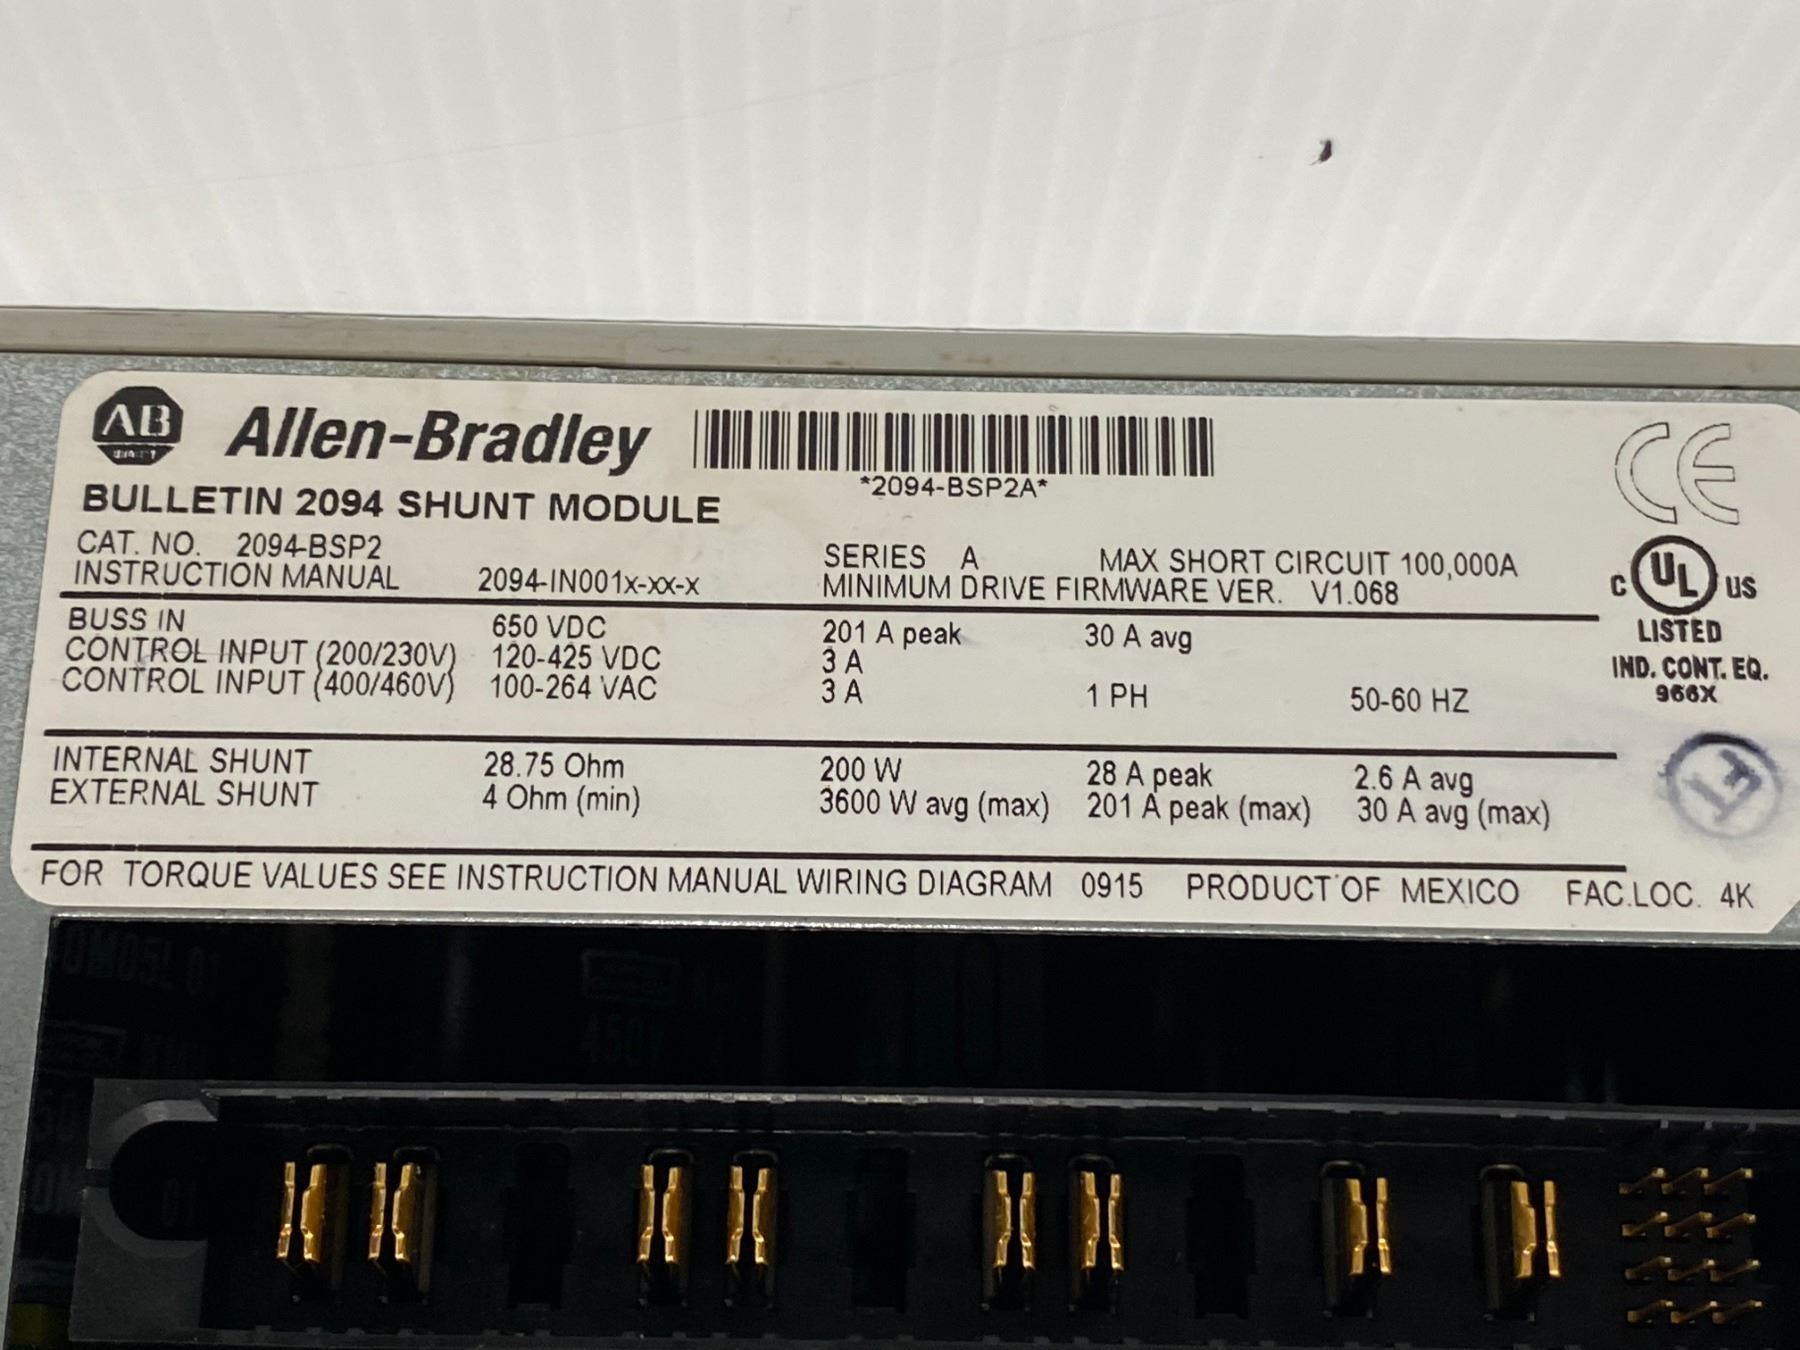 AB
QUALITY
Allen-Bradley
*2094-BSP2A*
BULLETIN 2094 SHUNT MODULE
CAT. NO. 2094-BSP2 SERIES A MAX SHORT CIRCUIT 100,000A
INSTRUCTION MANUAL 2094-IN001x-xx-x MINIMUM DRIVE FIRMWARE VER. V1.068
BUSS IN 650 VDC 201 A peak 30 A avg
CONTROL INPUT (200/230V) 120-425 VDC 3 A
CONTROL INPUT (400/460V) 100-264 VAC 3 A 1 PH 50-60 HZ
INTERNAL SHUNT 28.75 Ohm 200 W 28 A peak 2.6 A avg
EXTERNAL SHUNT 4 Ohm (min) 3600 W avg (max) 201 A peak (max) 30 A avg (max)
FOR TORQUE VALUES SEE INSTRUCTION MANUAL WIRING DIAGRAM 0915 PRODUCT OF MEXICO FAC.LOC. 4K
CE
C UL US
LISTED
IND. CONT. EQ.
966X
450V